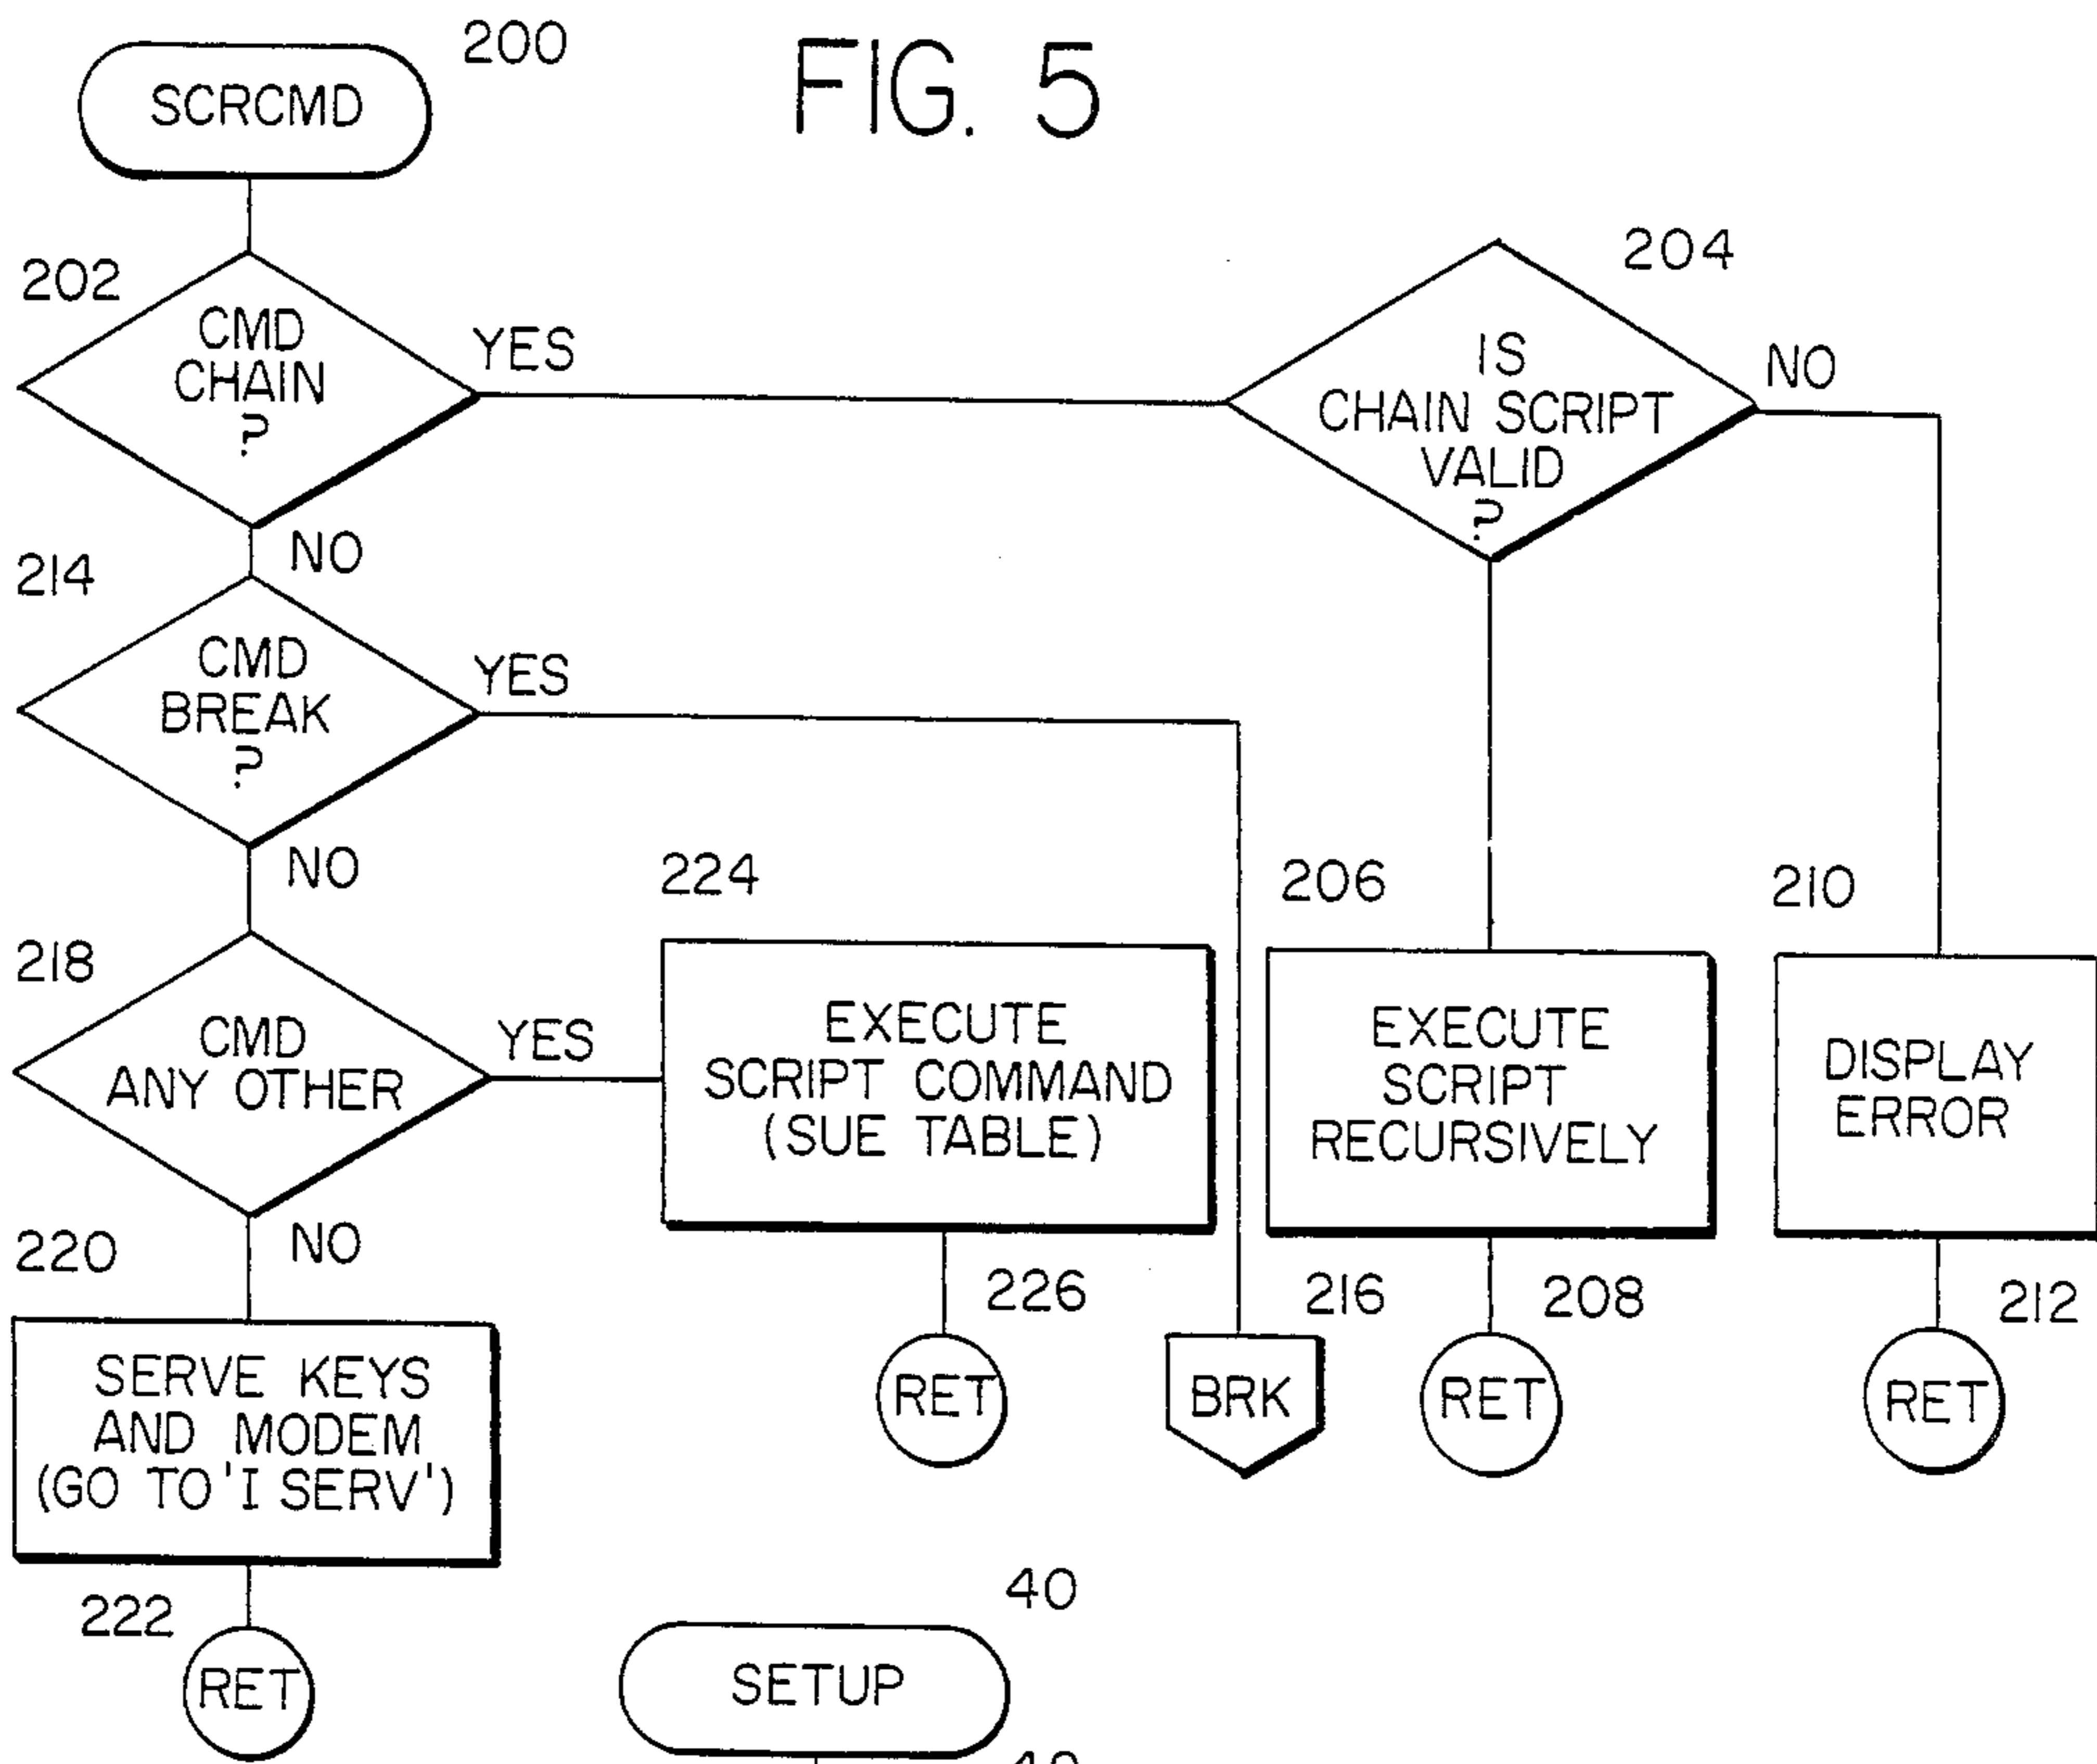 FIG. 5
200
SCRCMD
202
CMD
CHAIN
?
YES
NO
204
IS
CHAIN SCRIPT
VALID
?
NO
214
CMD
BREAK
?
YES
NO
218
CMD
ANY OTHER
YES
NO
224
EXECUTE
SCRIPT COMMAND
(SUE TABLE)
226
RET
216
BRK
206
EXECUTE
SCRIPT
RECURSIVELY
208
RET
210
DISPLAY
ERROR
212
RET
220
SERVE KEYS
AND MODEM
(GO TO 'I SERV')
222
RET
40
SETUP